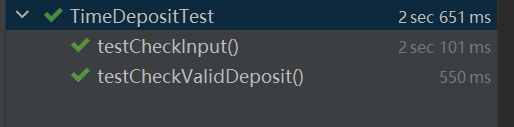 TimeDepositTest 2 sec 651 ms
testCheckInput() 2 sec 101 ms
testCheckValidDeposit() 550 ms